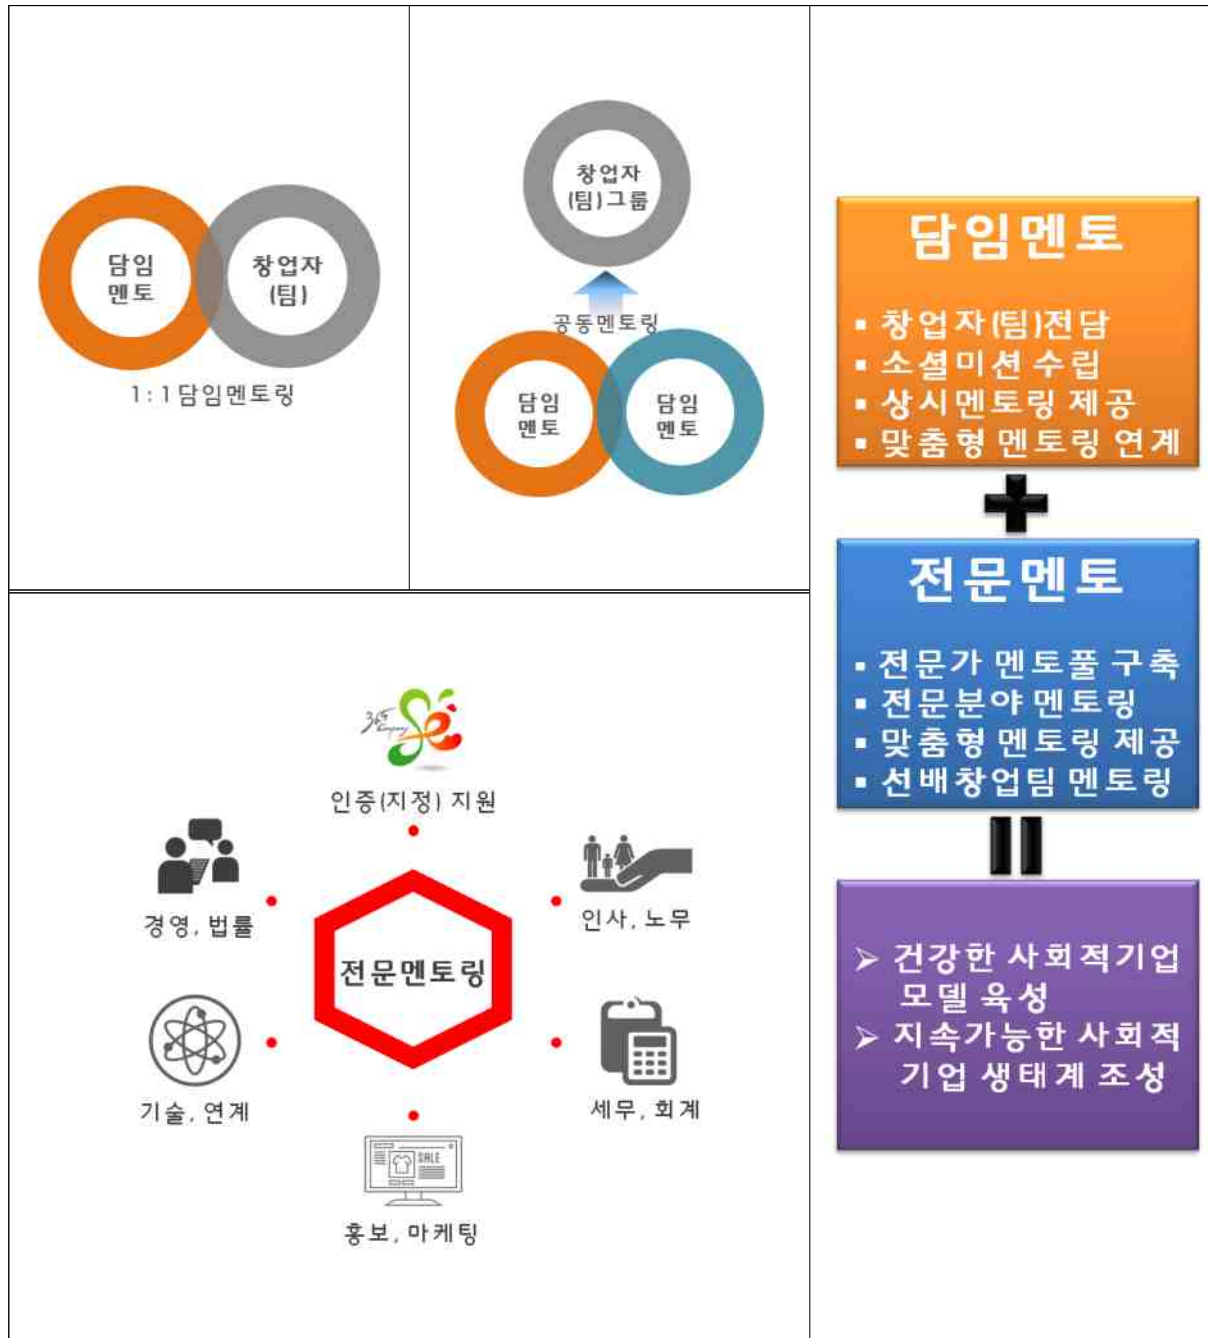 담임
멘토
창업자
(팀)
1:1담임멘토링
창업자
(팀)그룹
공동멘토링
담임
멘토
담임
멘토
365
Company
인증(지정) 지원
경영, 법률
인사, 노무
전문멘토링
기술, 연계
세무, 회계
SALE
홍보, 마케팅
담임멘토
▪ 창업자(팀)전담
▪ 소셜미션 수립
▪ 상시멘토링 제공
▪ 맞춤형 멘토링 연계
전문멘토
▪ 전문가 멘토풀 구축
▪ 전문분야 멘토링
▪ 맞춤형 멘토링 제공
▪ 선배창업팀 멘토링
➢ 건강한 사회적기업
모델 육성
➢ 지속가능한 사회적
기업 생태계 조성